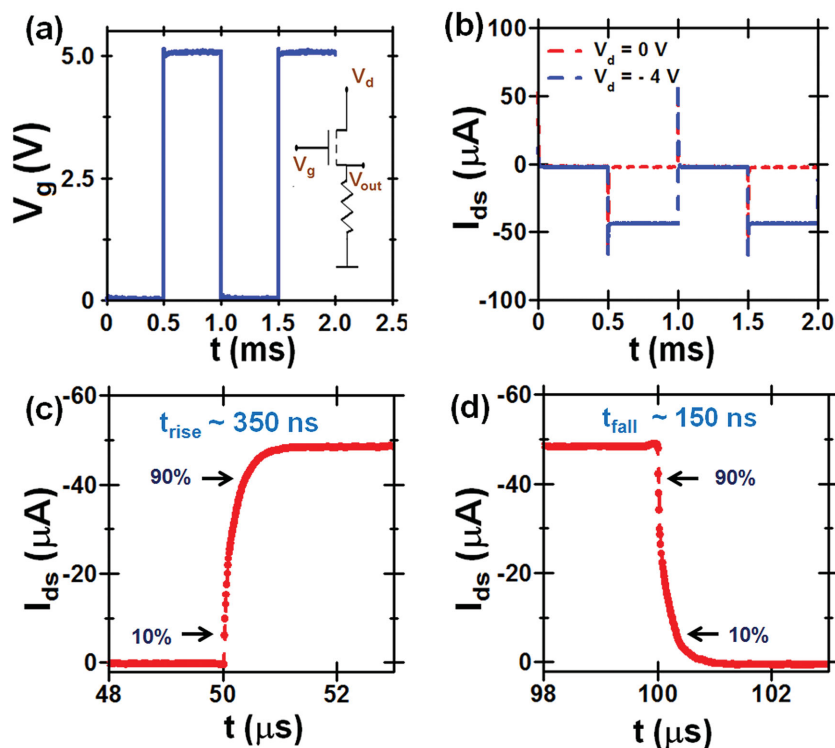 (a)
V_g (V)
5.0
2.5
0
0.0 0.5 1.0 1.5 2.0 2.5
t (ms)
V_d
V_g
V_out
(b)
I_ds (μA)
100
50
0
-50
-100
V_d = 0 V
V_d = - 4 V
0 0.5 1.0 1.5 2.0
t (ms)
(c)
I_ds (μA)
-60
-40
-20
0
t_rise ~ 350 ns
90%
10%
48 50 52
t (μs)
(d)
I_ds (μA)
-60
-40
-20
0
t_fall ~ 150 ns
90%
10%
98 100 102
t (μs)